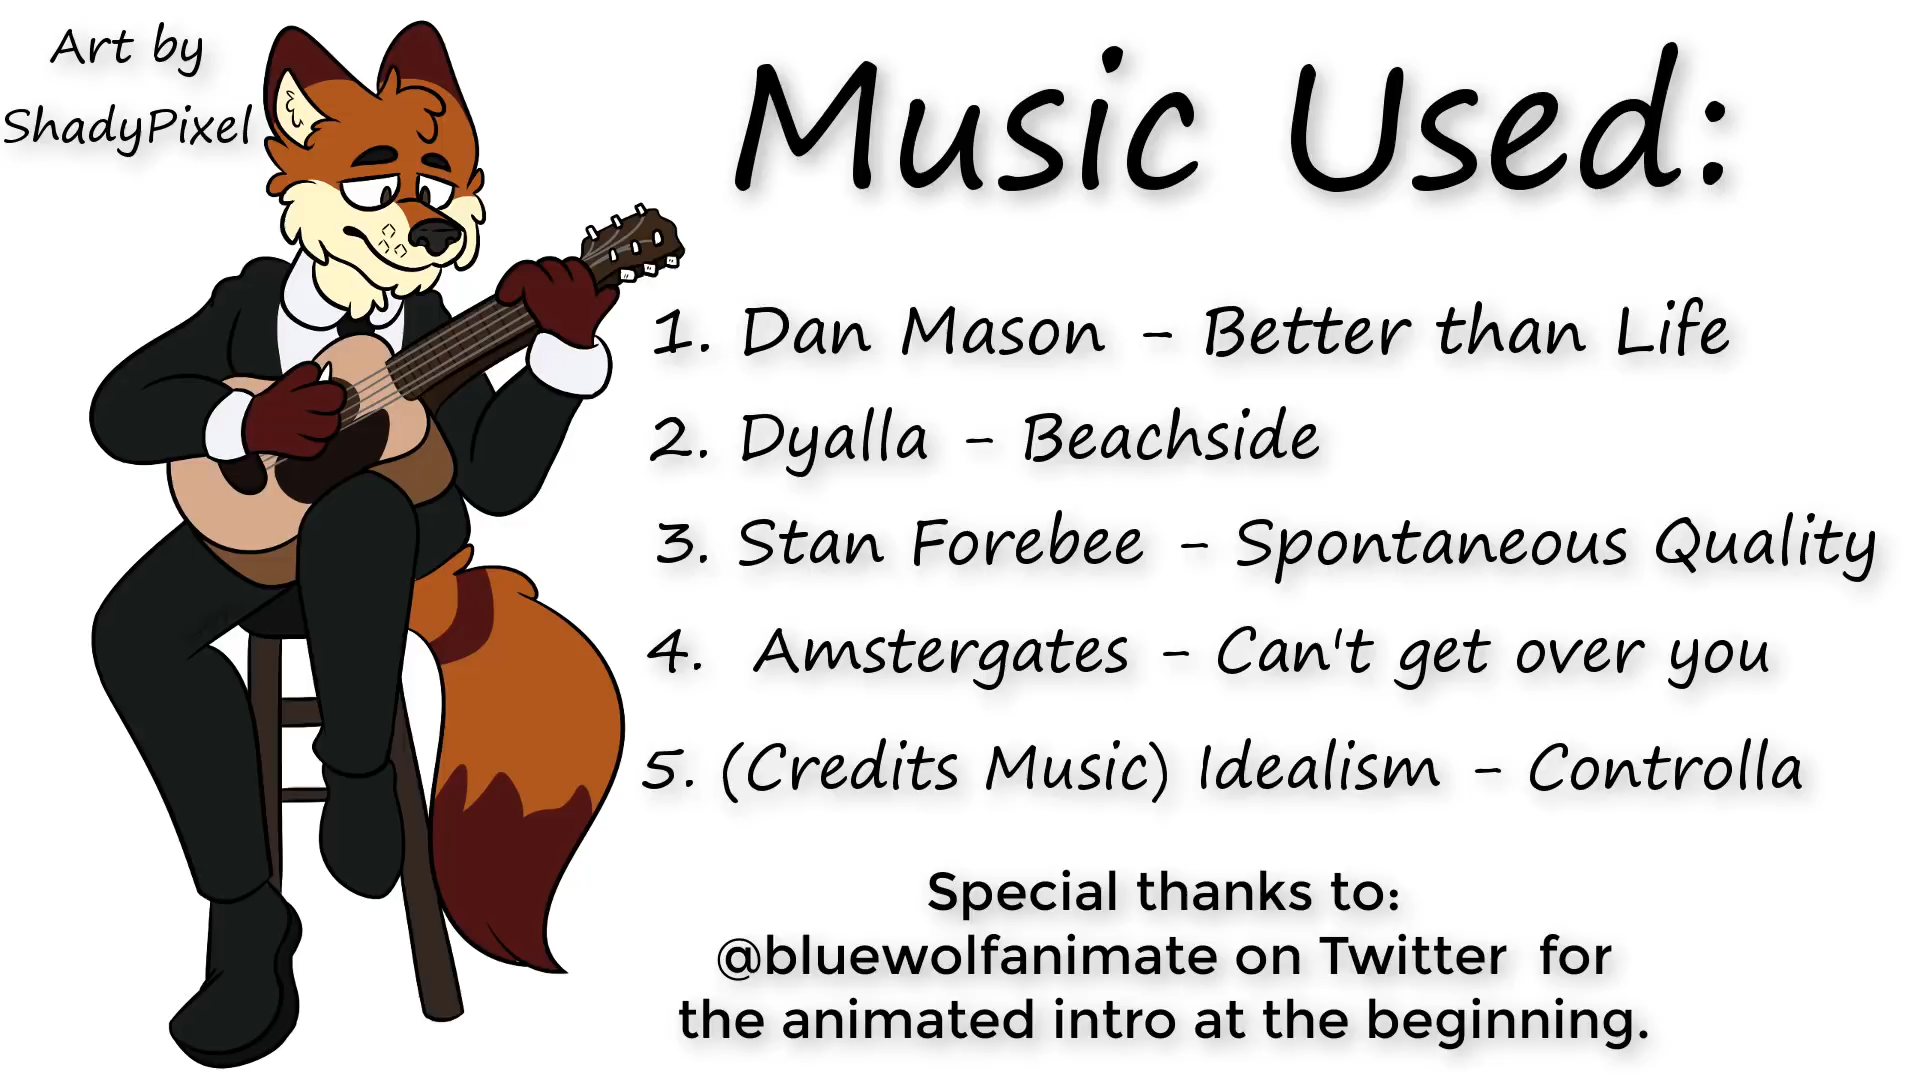 Art by
ShadyPixel
Music Used:
1. Dan Mason - Better than Life
2. Dyalla - Beachside
3. Stan Forebee - Spontaneous Quality
4. Amstergates - Can't get over you
5. (Credits Music) Idealism - Controlla
Special thanks to:
@bluewolfanimate on Twitter for
the animated intro at the beginning.